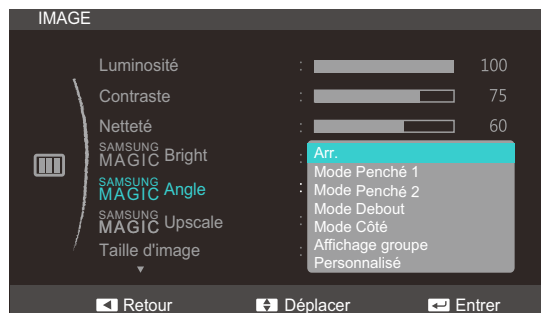 IMAGE
Luminosité : 100
Contraste : 75
Netteté : 60
SAMSUNG MAGIC Bright :
SAMSUNG MAGIC Angle :
SAMSUNG MAGIC Upscale :
Taille d'image :
Arr.
Mode Penché 1
Mode Penché 2
Mode Debout
Mode Côté
Affichage groupe
Personnalisé
Retour Déplacer Entrer